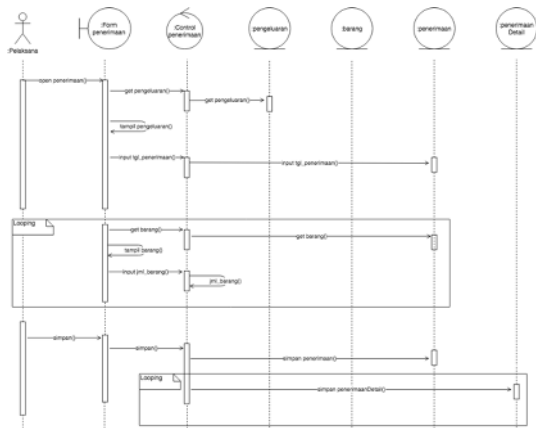 :Pelaksana
:Form
penerimaan
:Control
penerimaan
:pengeluaran
:barang
:penerimaan
:penerimaan
Detail
open penerimaan()
get pengeluaran()
get pengeluaran()
tampil pengeluaran()
input tgl_penerimaan()
input tgl_penerimaan()
Looping
get barang()
get barang()
tampil barang()
input jml_barang()
jml_barang()
simpan()
simpan()
simpan penerimaan()
Looping
simpan penerimaanDetail()